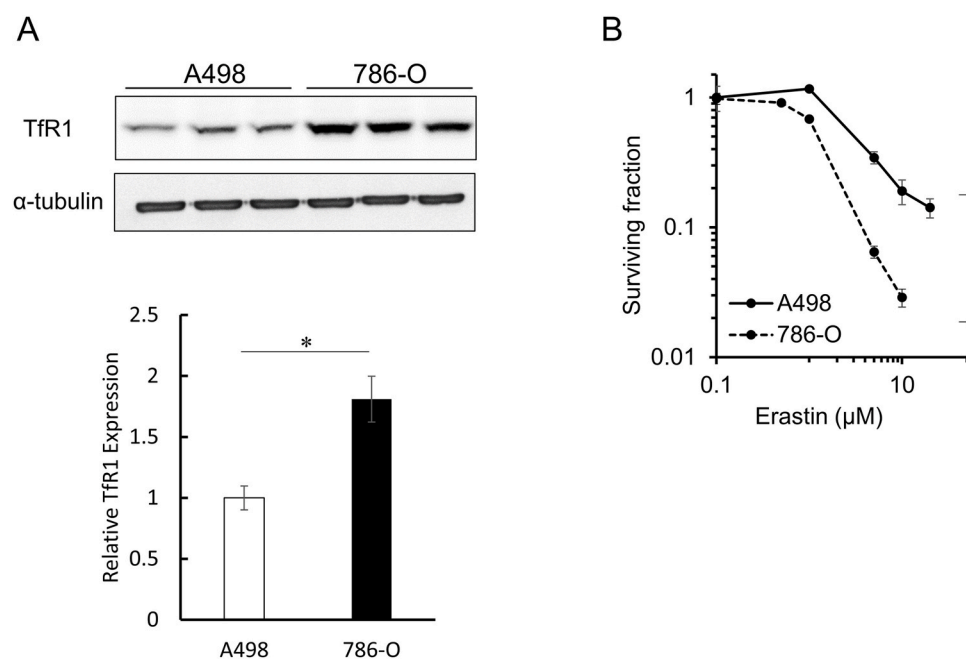 A
A498 786-O
TfR1
α-tubulin
2.5
2
1.5
1
0.5
0
Relative TfR1 Expression
*
A498 786-O
B
1
0.1
0.01
Surviving fraction
A498
786-O
0.1 10
Erastin (µM)